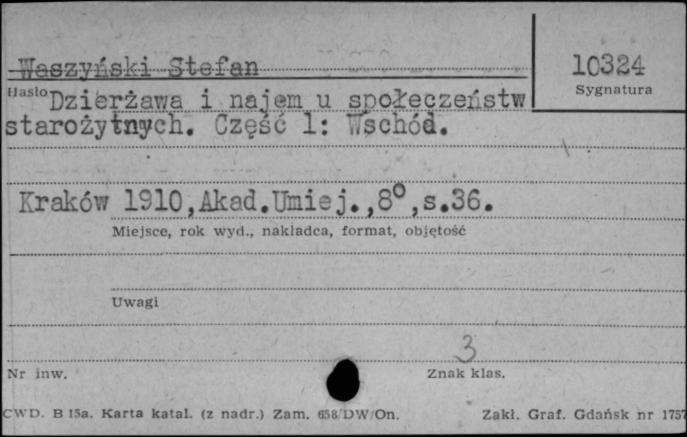 Waszyński Stefan
10324
Sygnatura
Hasło Dzierżawa i najem u społeczeństw
starożytnych. Część 1: Wschód.
Kraków 1910, Akad.Umiej.,8°,s.36.
Miejsce, rok wyd., nakładca, format, objętość
Uwagi
3
Nr inw.
Znak klas.
CWD. B 15a. Karta katal. (z nadr.) Zam. 658/DW/On.
Zakł. Graf. Gdańsk nr 1757